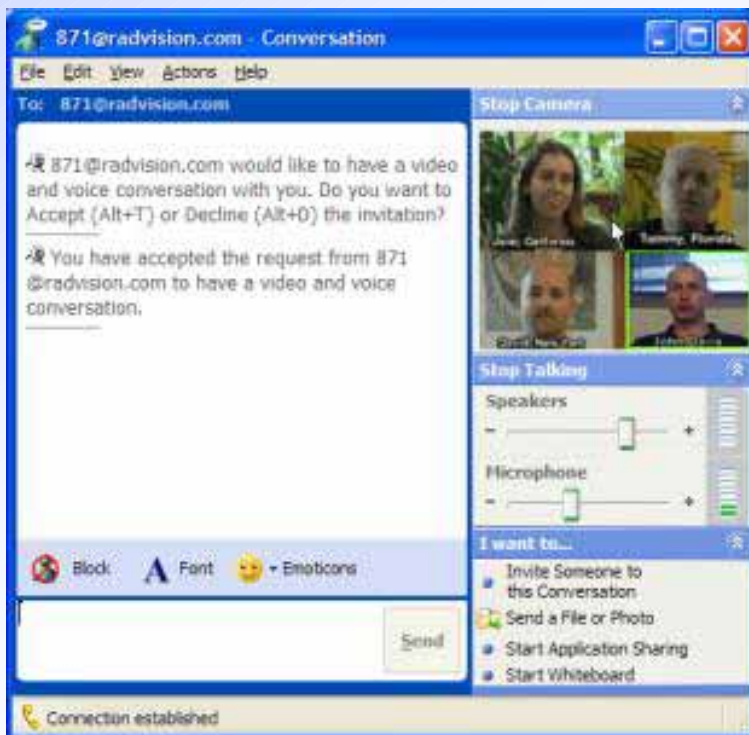 871@radvision.com - Conversation
File Edit View Actions Help
To: 871@radvision.com
871@radvision.com would like to have a video
and voice conversation with you. Do you want to
Accept (Alt+T) or Decline (Alt+D) the invitation?
You have accepted the request from 871
@radvision.com to have a video and voice
conversation.
Block Font Emoticons
Send
Connection established
Stop Camera
Tammy, Florida
Stop Talking
Speakers
- +
Microphone
- +
I want to...
Invite Someone to
this Conversation
Send a File or Photo
Start Application Sharing
Start Whiteboard